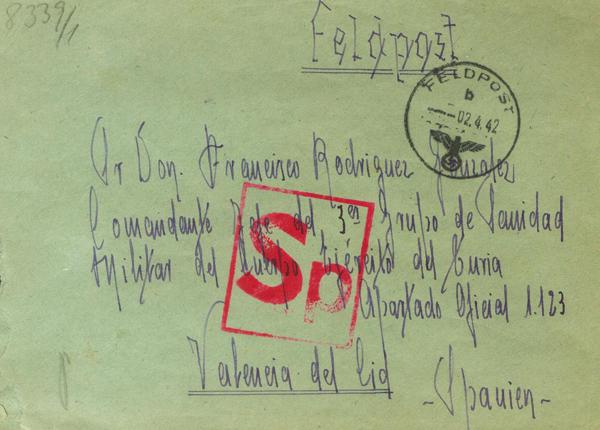 8339/1
Feldpost
FELDPOST
b
02.4.42
Sr Don. Francisco Rodriguez Gonzalez
Comandante Jefe del 3er Grupo de Sanidad
Militar del Cuerpo Ejército del Turia
Apartado Oficial 1.123
Sp
Valencia del Cid
-Spanien-